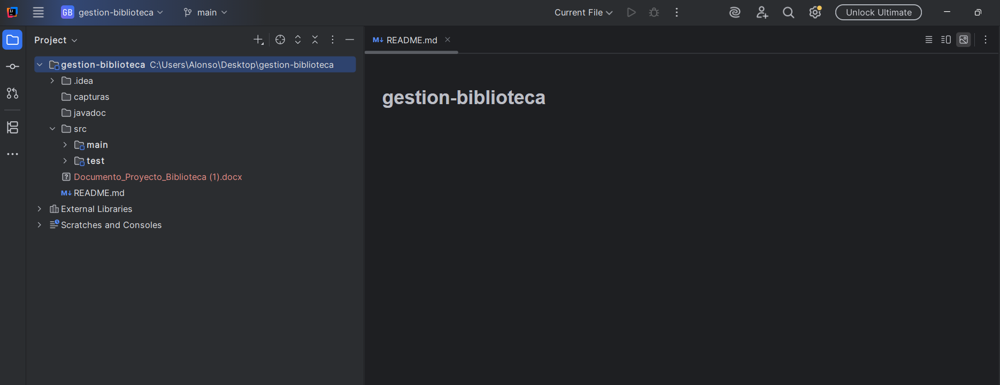 GB gestion-biblioteca main Current File Unlock Ultimate
Project
M↓ README.md
gestion-biblioteca C:\Users\Alonso\Desktop\gestion-biblioteca
.idea
capturas
javadoc
src
main
test
Documento_Proyecto_Biblioteca (1).docx
M↓ README.md
External Libraries
Scratches and Consoles
gestion-biblioteca